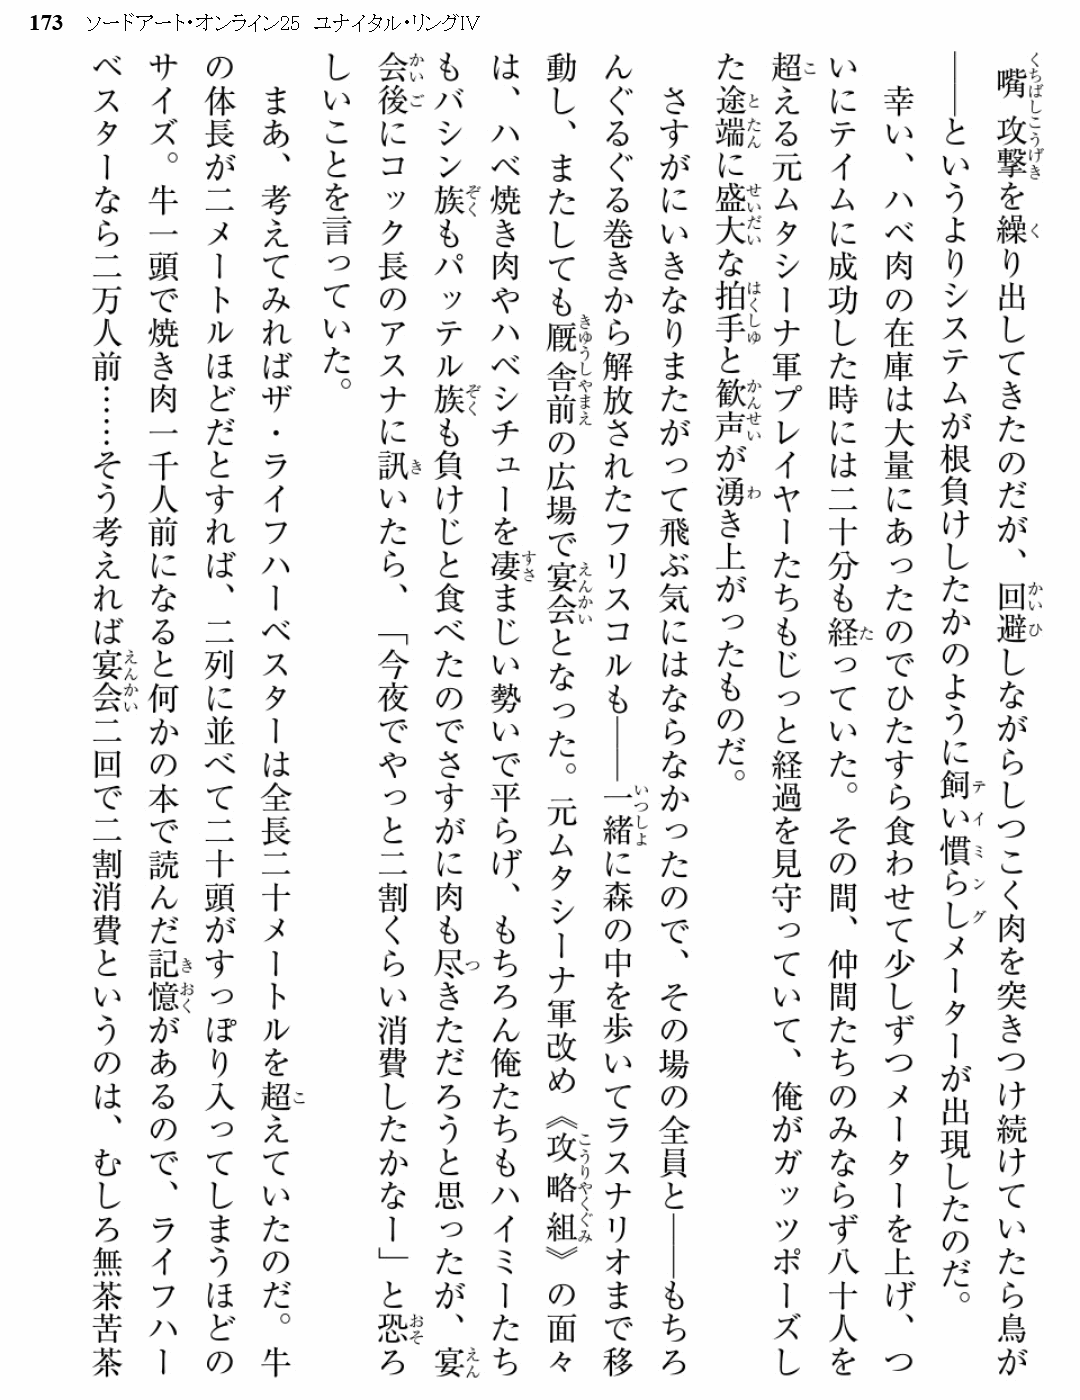 173 ソードアート・オンライン25 ユナイタル・リングIV
嘴攻撃を繰り出してきたのだが、回避しながらしつこく肉を突きつけ続けていたら鳥が
――というよりシステムが根負けしたかのように飼い慣らしメーターが出現したのだ。
幸い、ハベ肉の在庫は大量にあったのでひたすら食わせて少しずつメーターを上げ、つ
いにテイムに成功した時には二十分も経っていた。その間、仲間たちのみならず八十人を
超える元ムタシーナ軍プレイヤーたちもじっと経過を見守っていて、俺がガッツポーズし
た途端に盛大な拍手と歓声が湧き上がったものだ。
さすがにいきなりまたがって飛ぶ気にはならなかったので、その場の全員と――もちろ
んぐるぐる巻きから解放されたフリスコルも――一緒に森の中を歩いてラスナリオまで移
動し、またしても厩舎前の広場で宴会となった。元ムタシーナ軍改め《攻略組》の面々
は、ハベ焼き肉やハベシチューを凄まじい勢いで平らげ、もちろん俺たちもハイミーたち
もバシン族もパッテル族も負けじと食べたのでさすがに肉も尽きただろうと思ったが、宴
会後にコック長のアスナに訊いたら、「今夜でやっと二割くらい消費したかなー」と恐ろ
しいことを言っていた。
まあ、考えてみればザ・ライフハーベスターは全長二十メートルを超えていたのだ。牛
の体長が二メートルほどだとすれば、二列に並べて二十頭がすっぽり入ってしまうほどの
サイズ。牛一頭で焼き肉一千人前になると何かの本で読んだ記憶があるので、ライフハー
ベスターなら二万人前……そう考えれば宴会二回で二割消費というのは、むしろ無茶苦茶